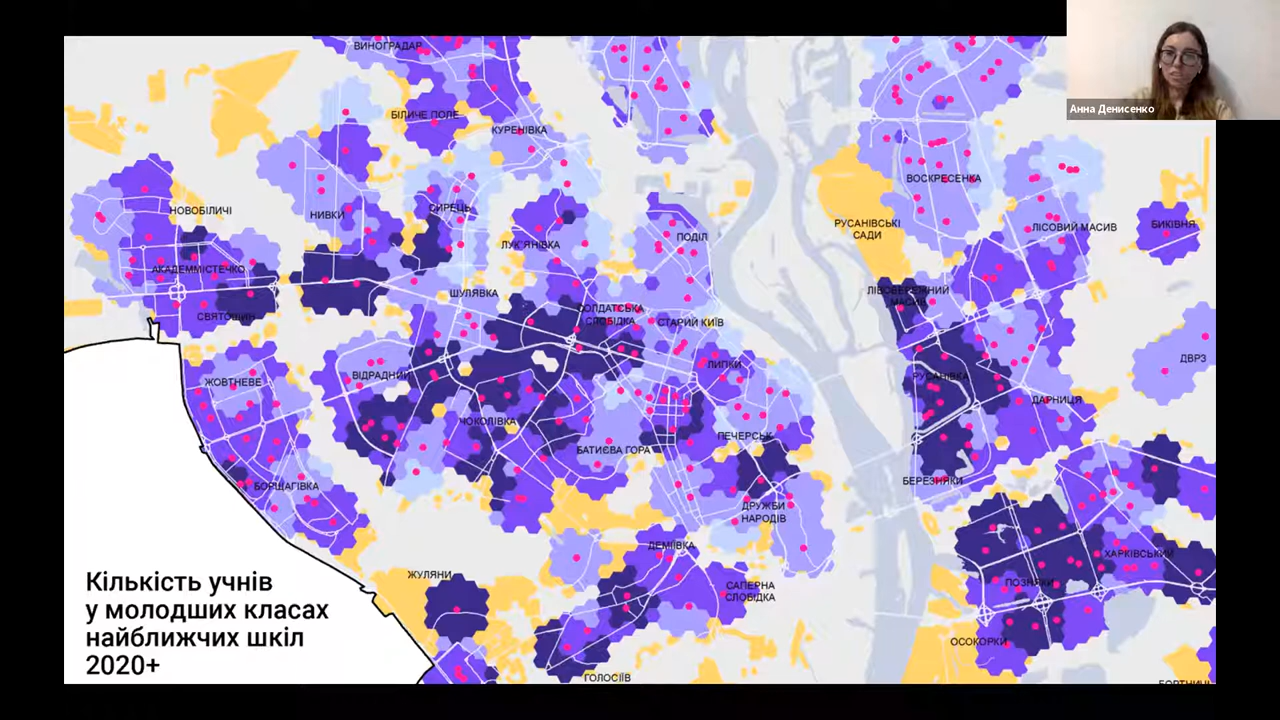 Анна Денисенко
ВИНОГРАДАР
БІЛИЧЕ ПОЛЕ
КУРЕНІВКА
ВОСКРЕСЕНКА
НОВОБІЛИЧІ
НИВКИ
СИРЕЦЬ
ЛУК'ЯНІВКА
ПОДІЛ
РУСАНІВСЬКІ
САДИ
ЛІСОВИЙ МАСИВ
БИКІВНЯ
АКАДЕММІСТЕЧКО
ШУЛЯВКА
ЛІВОБЕРЕЖНИЙ
МАСИВ
СВЯТОШИН
СОЛДАТСЬКА
СЛОБІДКА
СТАРИЙ КИЇВ
ДВРЗ
ЖОВТНЕВЕ
ВІДРАДНИЙ
ЛИПКИ
РУСАНІВКА
ДАРНИЦЯ
ЧОКОЛІВКА
ПЕЧЕРСЬК
БАТИЄВА ГОРА
БОРЩАГІВКА
БЕРЕЗНЯКИ
ДРУЖБИ
НАРОДІВ
ДЕМІЇВКА
ХАРКІВСЬКИЙ
ЖУЛЯНИ
САПЕРНА
СЛОБІДКА
ПОЗНЯКИ
ОСОКОРКИ
ГОЛОСІЇВ
БОРТНИЧІ
Кількість учнів
у молодших класах
найближчих шкіл
2020+